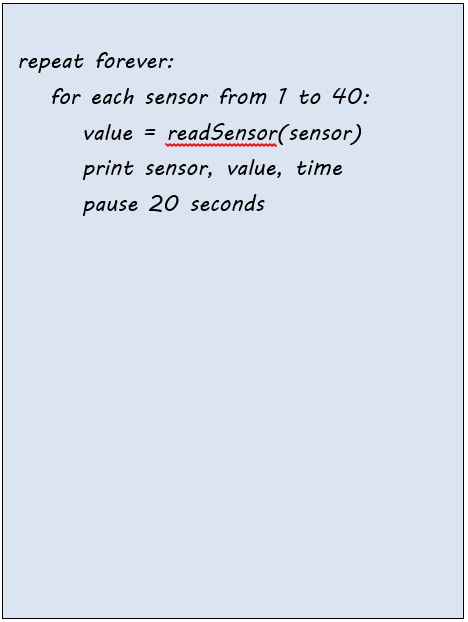 repeat forever:
for each sensor from 1 to 40:
value = readSensor(sensor)
print sensor, value, time
pause 20 seconds